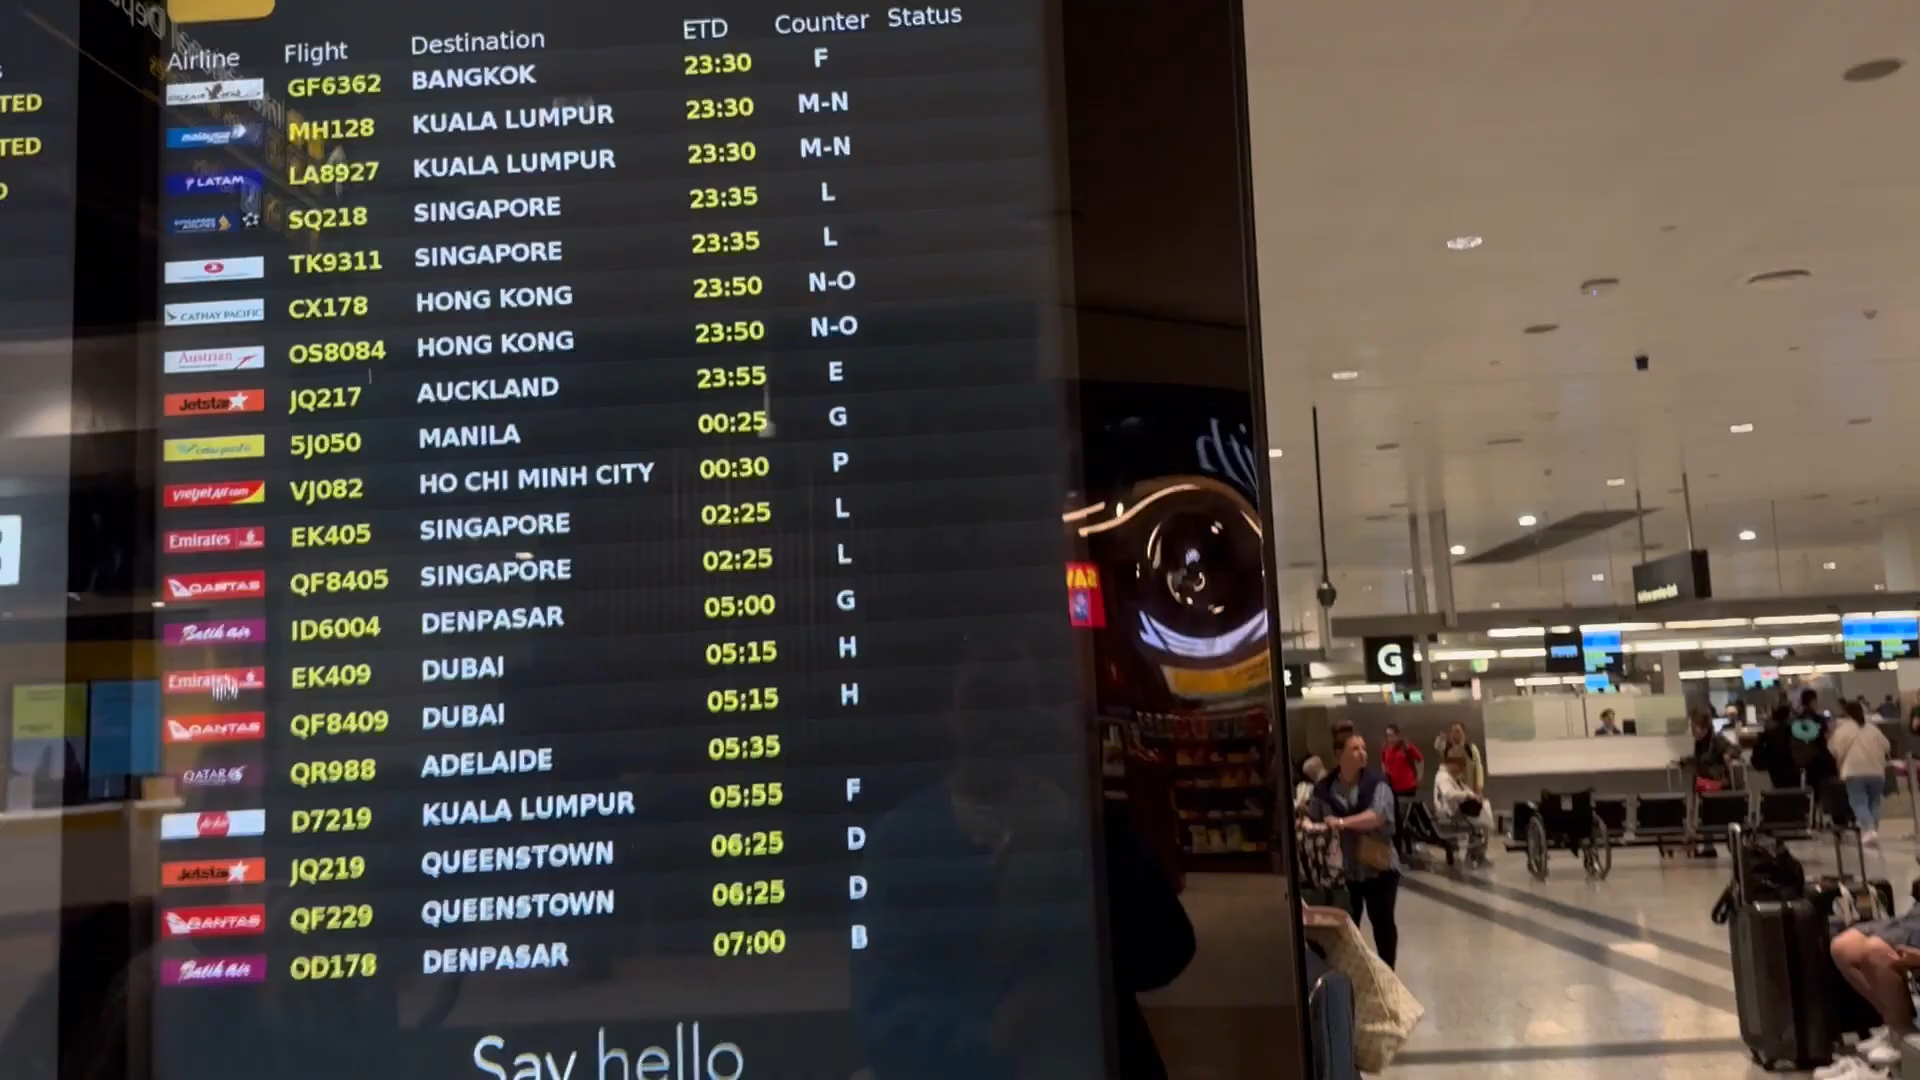 Airline Flight Destination ETD Counter Status
GF6362 BANGKOK 23:30 F
malaysia MH128 KUALA LUMPUR 23:30 M-N
LATAM LA8927 KUALA LUMPUR 23:30 M-N
SINGAPORE AIRLINES SQ218 SINGAPORE 23:35 L
TK9311 SINGAPORE 23:35 L
CATHAY PACIFIC CX178 HONG KONG 23:50 N-O
Austrian OS8084 HONG KONG 23:50 N-O
Jetstar JQ217 AUCKLAND 23:55 E
5J050 MANILA 00:25 G
vietjetAir.com VJ082 HO CHI MINH CITY 00:30 P
Emirates EK405 SINGAPORE 02:25 L
QANTAS QF8405 SINGAPORE 02:25 L
Batik air ID6004 DENPASAR 05:00 G
Emirates EK409 DUBAI 05:15 H
QANTAS QF8409 DUBAI 05:15 H
QATAR QR988 ADELAIDE 05:35
D7219 KUALA LUMPUR 05:55 F
Jetstar JQ219 QUEENSTOWN 06:25 D
QANTAS QF229 QUEENSTOWN 06:25 D
Batik air OD178 DENPASAR 07:00 B
Say hello
TED
TED
G